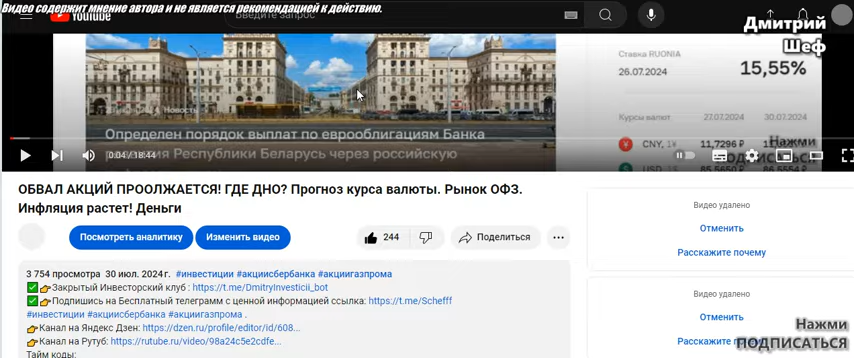 Видео содержит мнение автора и не является рекомендацией к действию.
YouTube
Введите запрос
Дмитрий
Шеф
Ставка RUONIA
26.07.2024
15,55%
Новости
Курсы валют
27.07.2024
30.07.2024
Определен порядок выплат по еврооблигациям Банка
Республики Беларусь через российскую
CNY, 1¥
11,7296 ₽
USD, 1$
Нажми
ПОДПИСАТЬСЯ
0:04 / 18:44
ОБВАЛ АКЦИЙ ПРООЛЖАЕТСЯ! ГДЕ ДНО? Прогноз курса валюты. Рынок ОФЗ.
Инфляция растет! Деньги
Посмотреть аналитику
Изменить видео
244
Поделиться
3 754 просмотра 30 июл. 2024 г. #инвестиции #акциисбербанка #акциигазпрома
Закрытый Инвесторский клуб : https://t.me/DmitryInvesticii_bot
Подпишись на Бесплатный телеграмм с ценной информацией ссылка: https://t.me/Schefff
#инвестиции #акциисбербанка #акциигазпрома .
Канал на Яндекс Дзен: https://dzen.ru/profile/editor/id/608...
Канал на Рутуб: https://rutube.ru/video/98a24c5e2cdfe...
Тайм коды:
Видео удалено
Отменить
Расскажите почему
Видео удалено
Отменить
Расскажите почему
Нажми
ПОДПИСАТЬСЯ